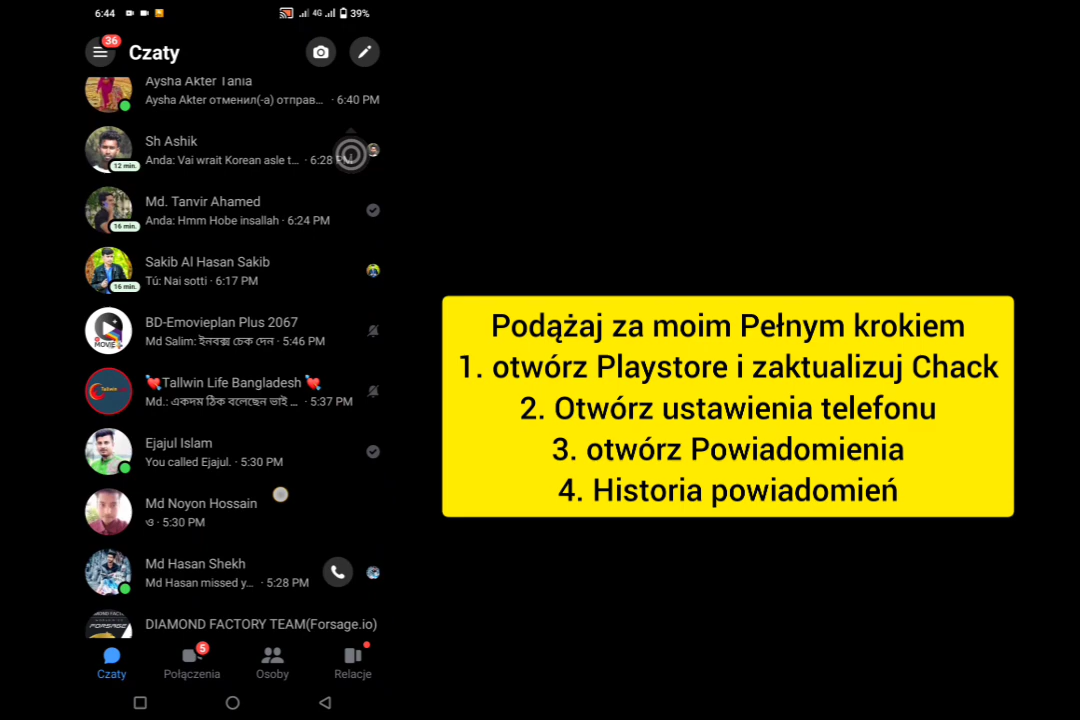 6:44
4G
39%
36
Czaty
Aysha Akter Tania
Aysha Akter отменил(-а) отправ… · 6:40 PM
Sh Ashik
Anda: Vai wrait Korean asle t… · 6:28 PM
12 min.
Md. Tanvir Ahamed
Anda: Hmm Hobe insallah · 6:24 PM
16 min.
Sakib Al Hasan Sakib
Tú: Nai sotti · 6:17 PM
16 min.
BD-Emovieplan Plus 2067
Md Salim: ইনবক্স চেক দেন · 5:46 PM
MOVIE
💘Tallwin Life Bangladesh 💘
Md.: একদম ঠিক বলেছেন ভাই … · 5:37 PM
Tallwin
Ejajul Islam
You called Ejajul. · 5:30 PM
Md Noyon Hossain
ও · 5:30 PM
Md Hasan Shekh
Md Hasan missed y… · 5:28 PM
DIAMOND FACTORY TEAM(Forsage.io)
FORSAGE
5
Czaty
Połączenia
Osoby
Relacje
Podążaj za moim Pełnym krokiem
1. otwórz Playstore i zaktualizuj Chack
2. Otwórz ustawienia telefonu
3. otwórz Powiadomienia
4. Historia powiadomień